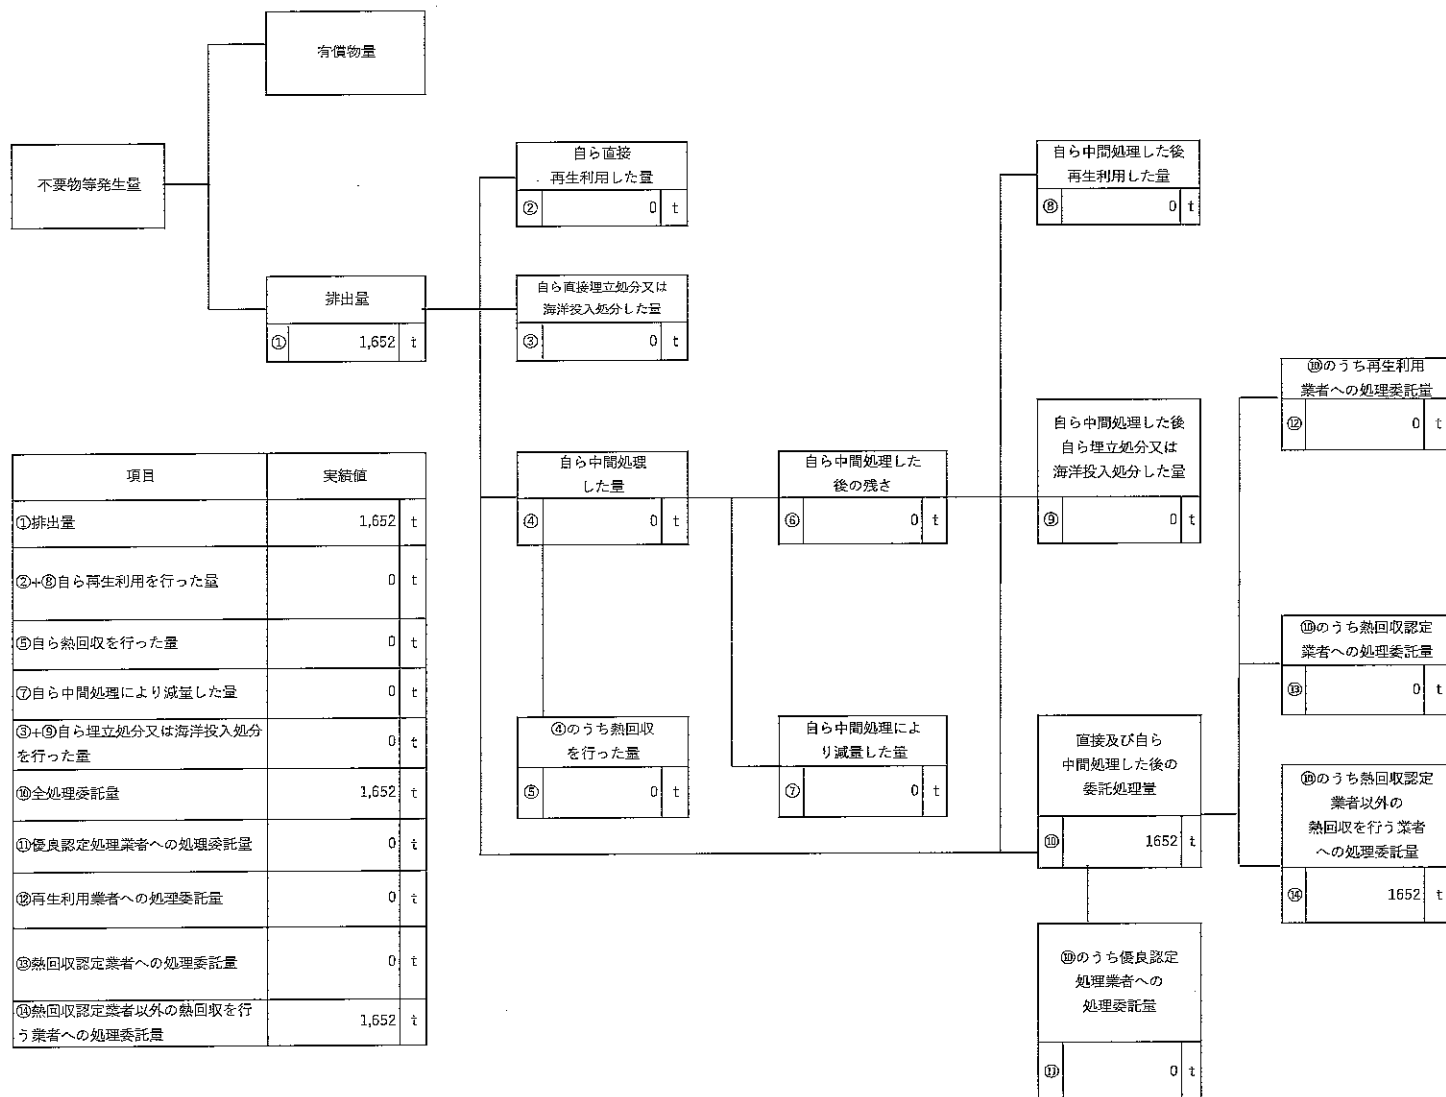 有償物量
不要物等発生量
排出量
① 1,652 t
自ら直接
再生利用した量
② 0 t
自ら直接埋立処分又は
海洋投入処分した量
③ 0 t
自ら中間処理
した量
④ 0 t
④のうち熱回収
を行った量
⑤ 0 t
自ら中間処理した
後の残さ
⑥ 0 t
自ら中間処理によ
り減量した量
⑦ 0 t
自ら中間処理した後
再生利用した量
⑧ 0 t
自ら中間処理した後
自ら埋立処分又は
海洋投入処分した量
⑨ 0 t
直接及び自ら
中間処理した後の
委託処理量
⑩ 1652 t
⑩のうち優良認定
処理業者への
処理委託量
⑪ 0 t
⑩のうち再生利用
業者への処理委託量
⑫ 0 t
⑩のうち熱回収認定
業者への処理委託量
⑬ 0 t
⑩のうち熱回収認定
業者以外の
熱回収を行う業者
への処理委託量
⑭ 1652 t
項目 実績値
①排出量 1,652 t
②+⑧自ら再生利用を行った量 0 t
⑤自ら熱回収を行った量 0 t
⑦自ら中間処理により減量した量 0 t
③+⑨自ら埋立処分又は海洋投入処分
を行った量 0 t
⑩全処理委託量 1,652 t
⑪優良認定処理業者への処理委託量 0 t
⑫再生利用業者への処理委託量 0 t
⑬熱回収認定業者への処理委託量 0 t
⑭熱回収認定業者以外の熱回収を行
う業者への処理委託量 1,652 t